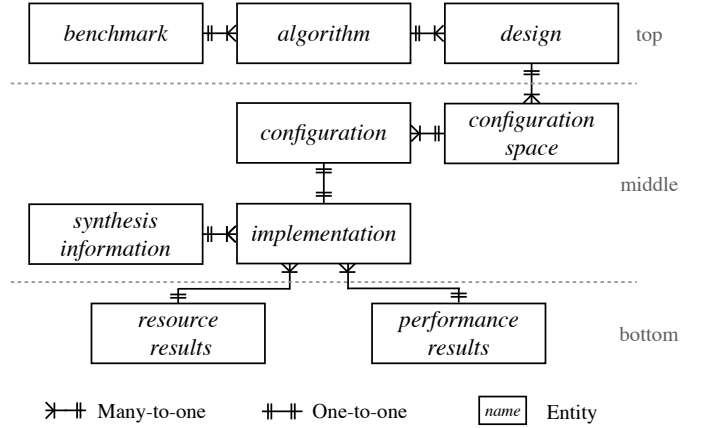 benchmark
algorithm
design
top
configuration
configuration
space
middle
synthesis
information
implementation
resource
results
performance
results
bottom
Many-to-one
One-to-one
name
Entity